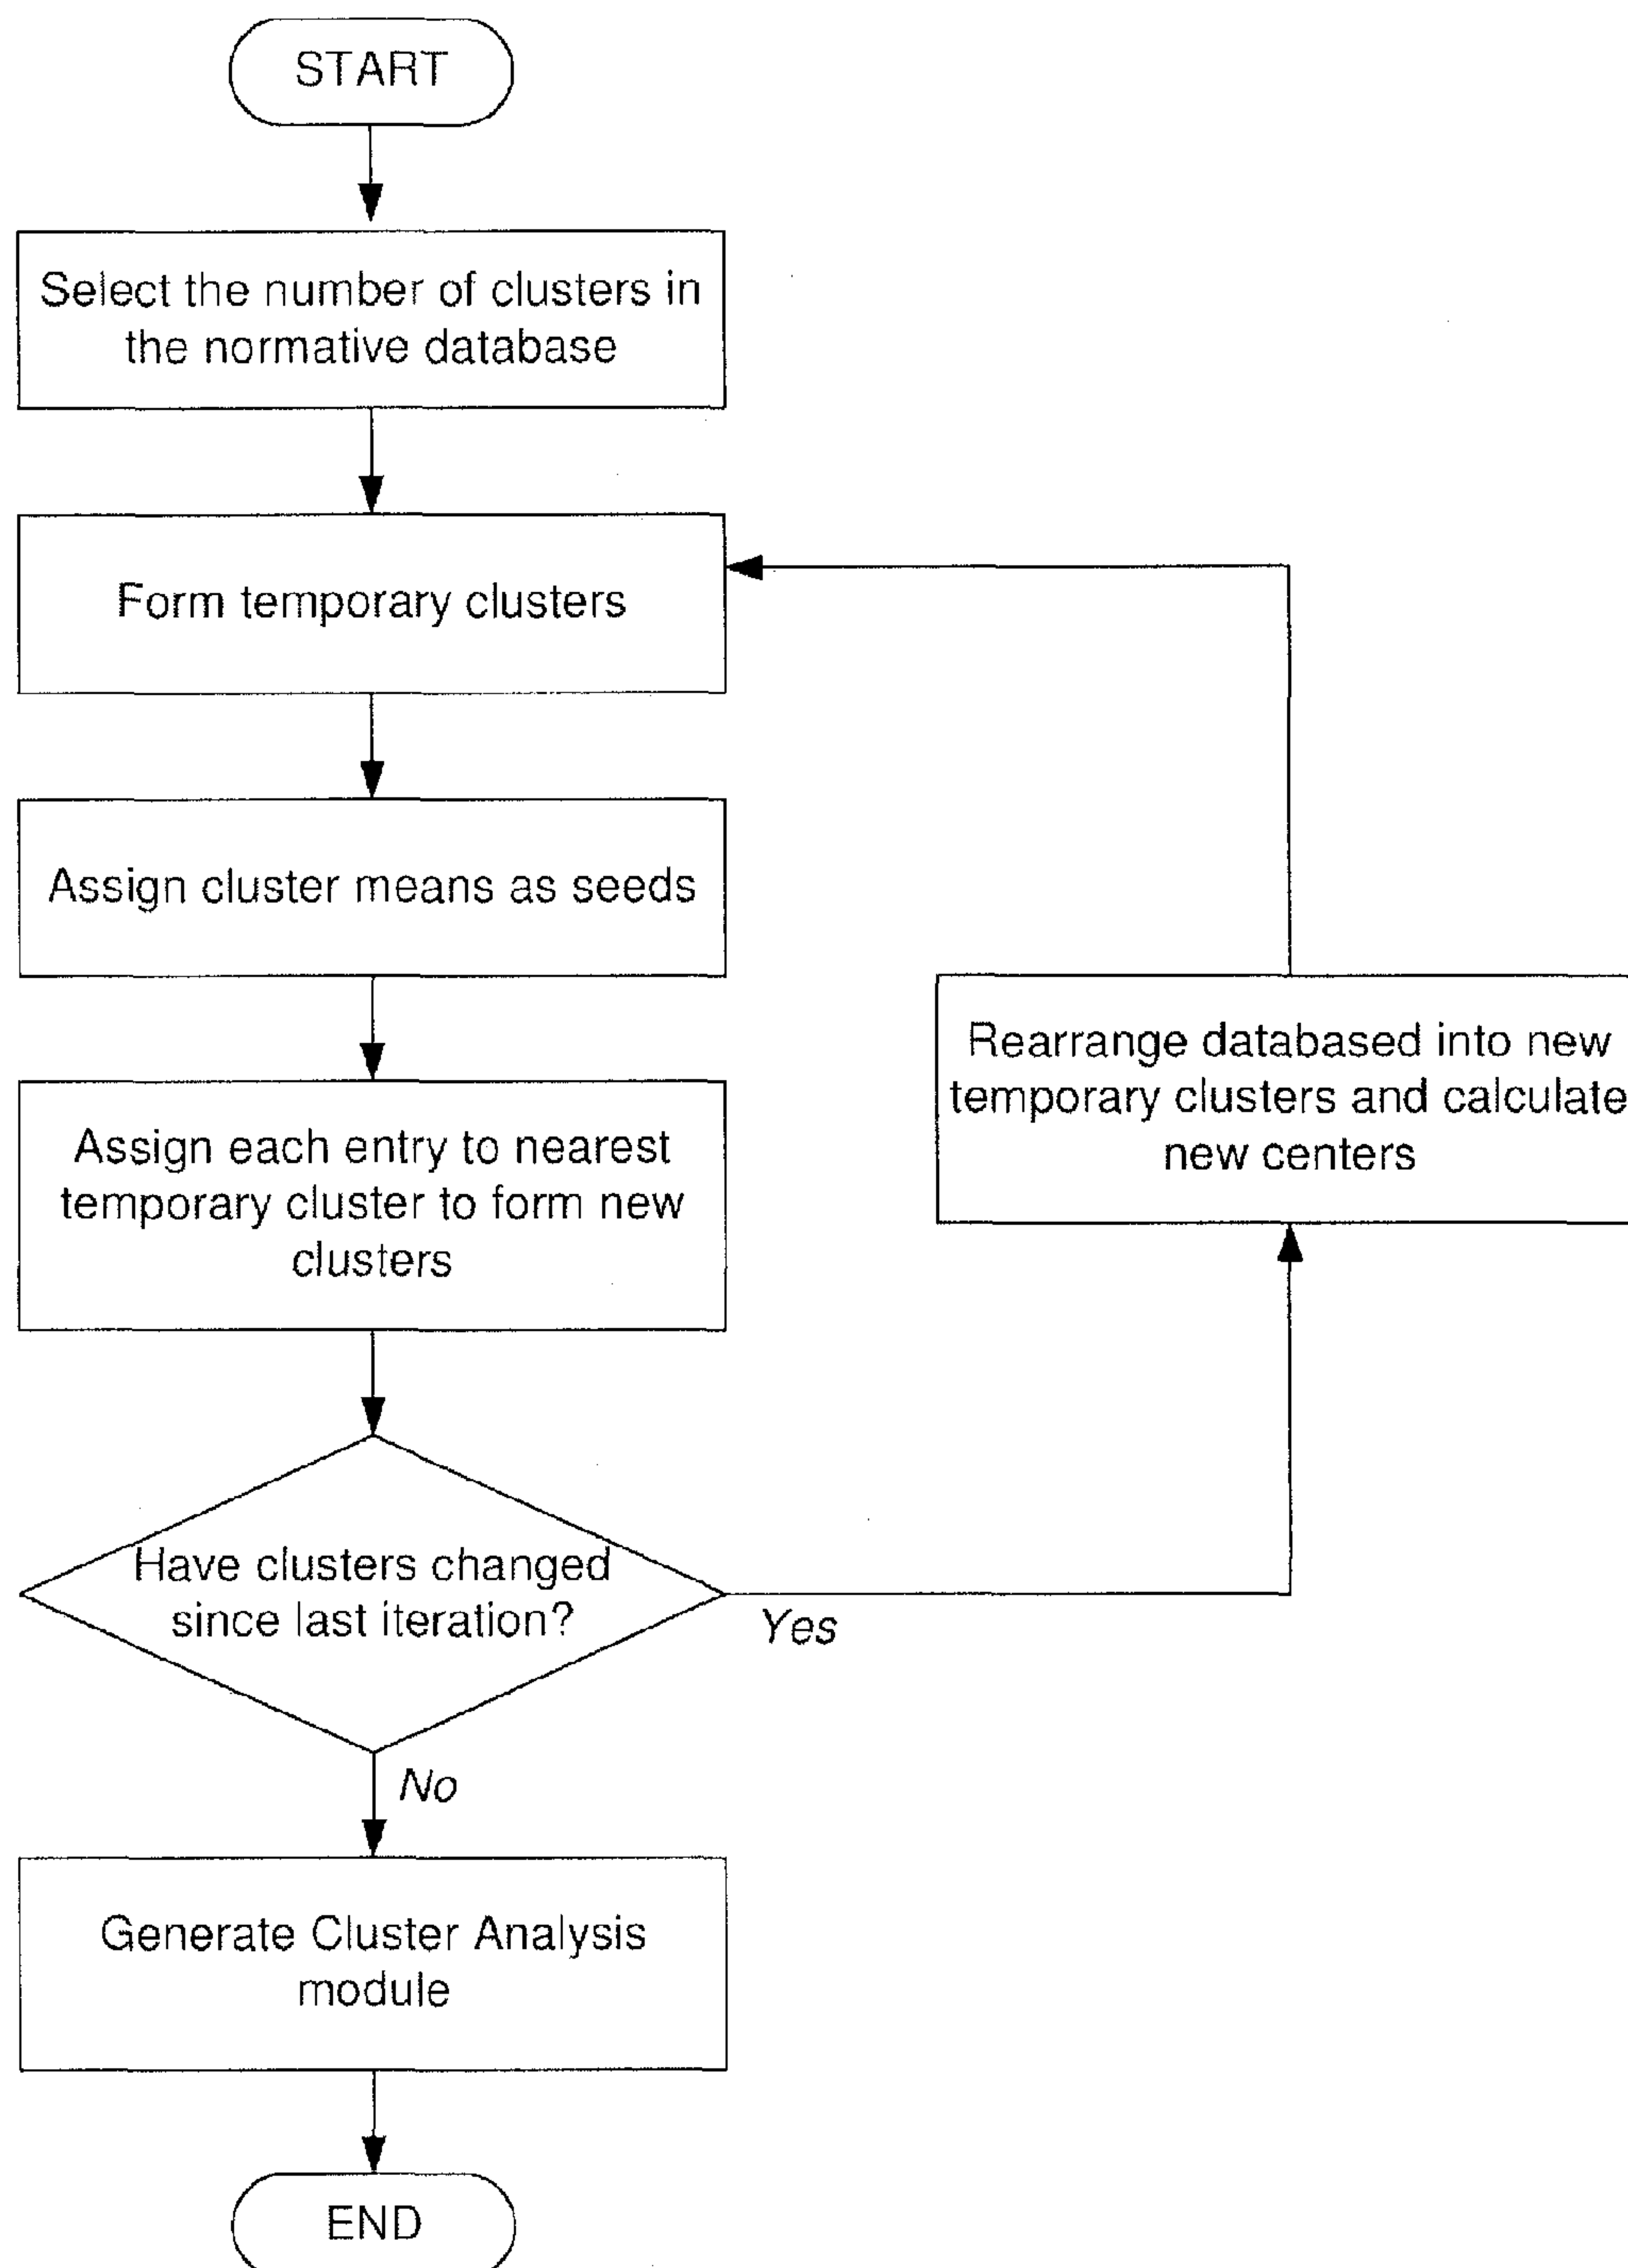 START
Select the number of clusters in
the normative database
Form temporary clusters
Assign cluster means as seeds
Rearrange databased into new
temporary clusters and calculate
new centers
Assign each entry to nearest
temporary cluster to form new
clusters
Have clusters changed
since last iteration?
Yes
No
Generate Cluster Analysis
module
END